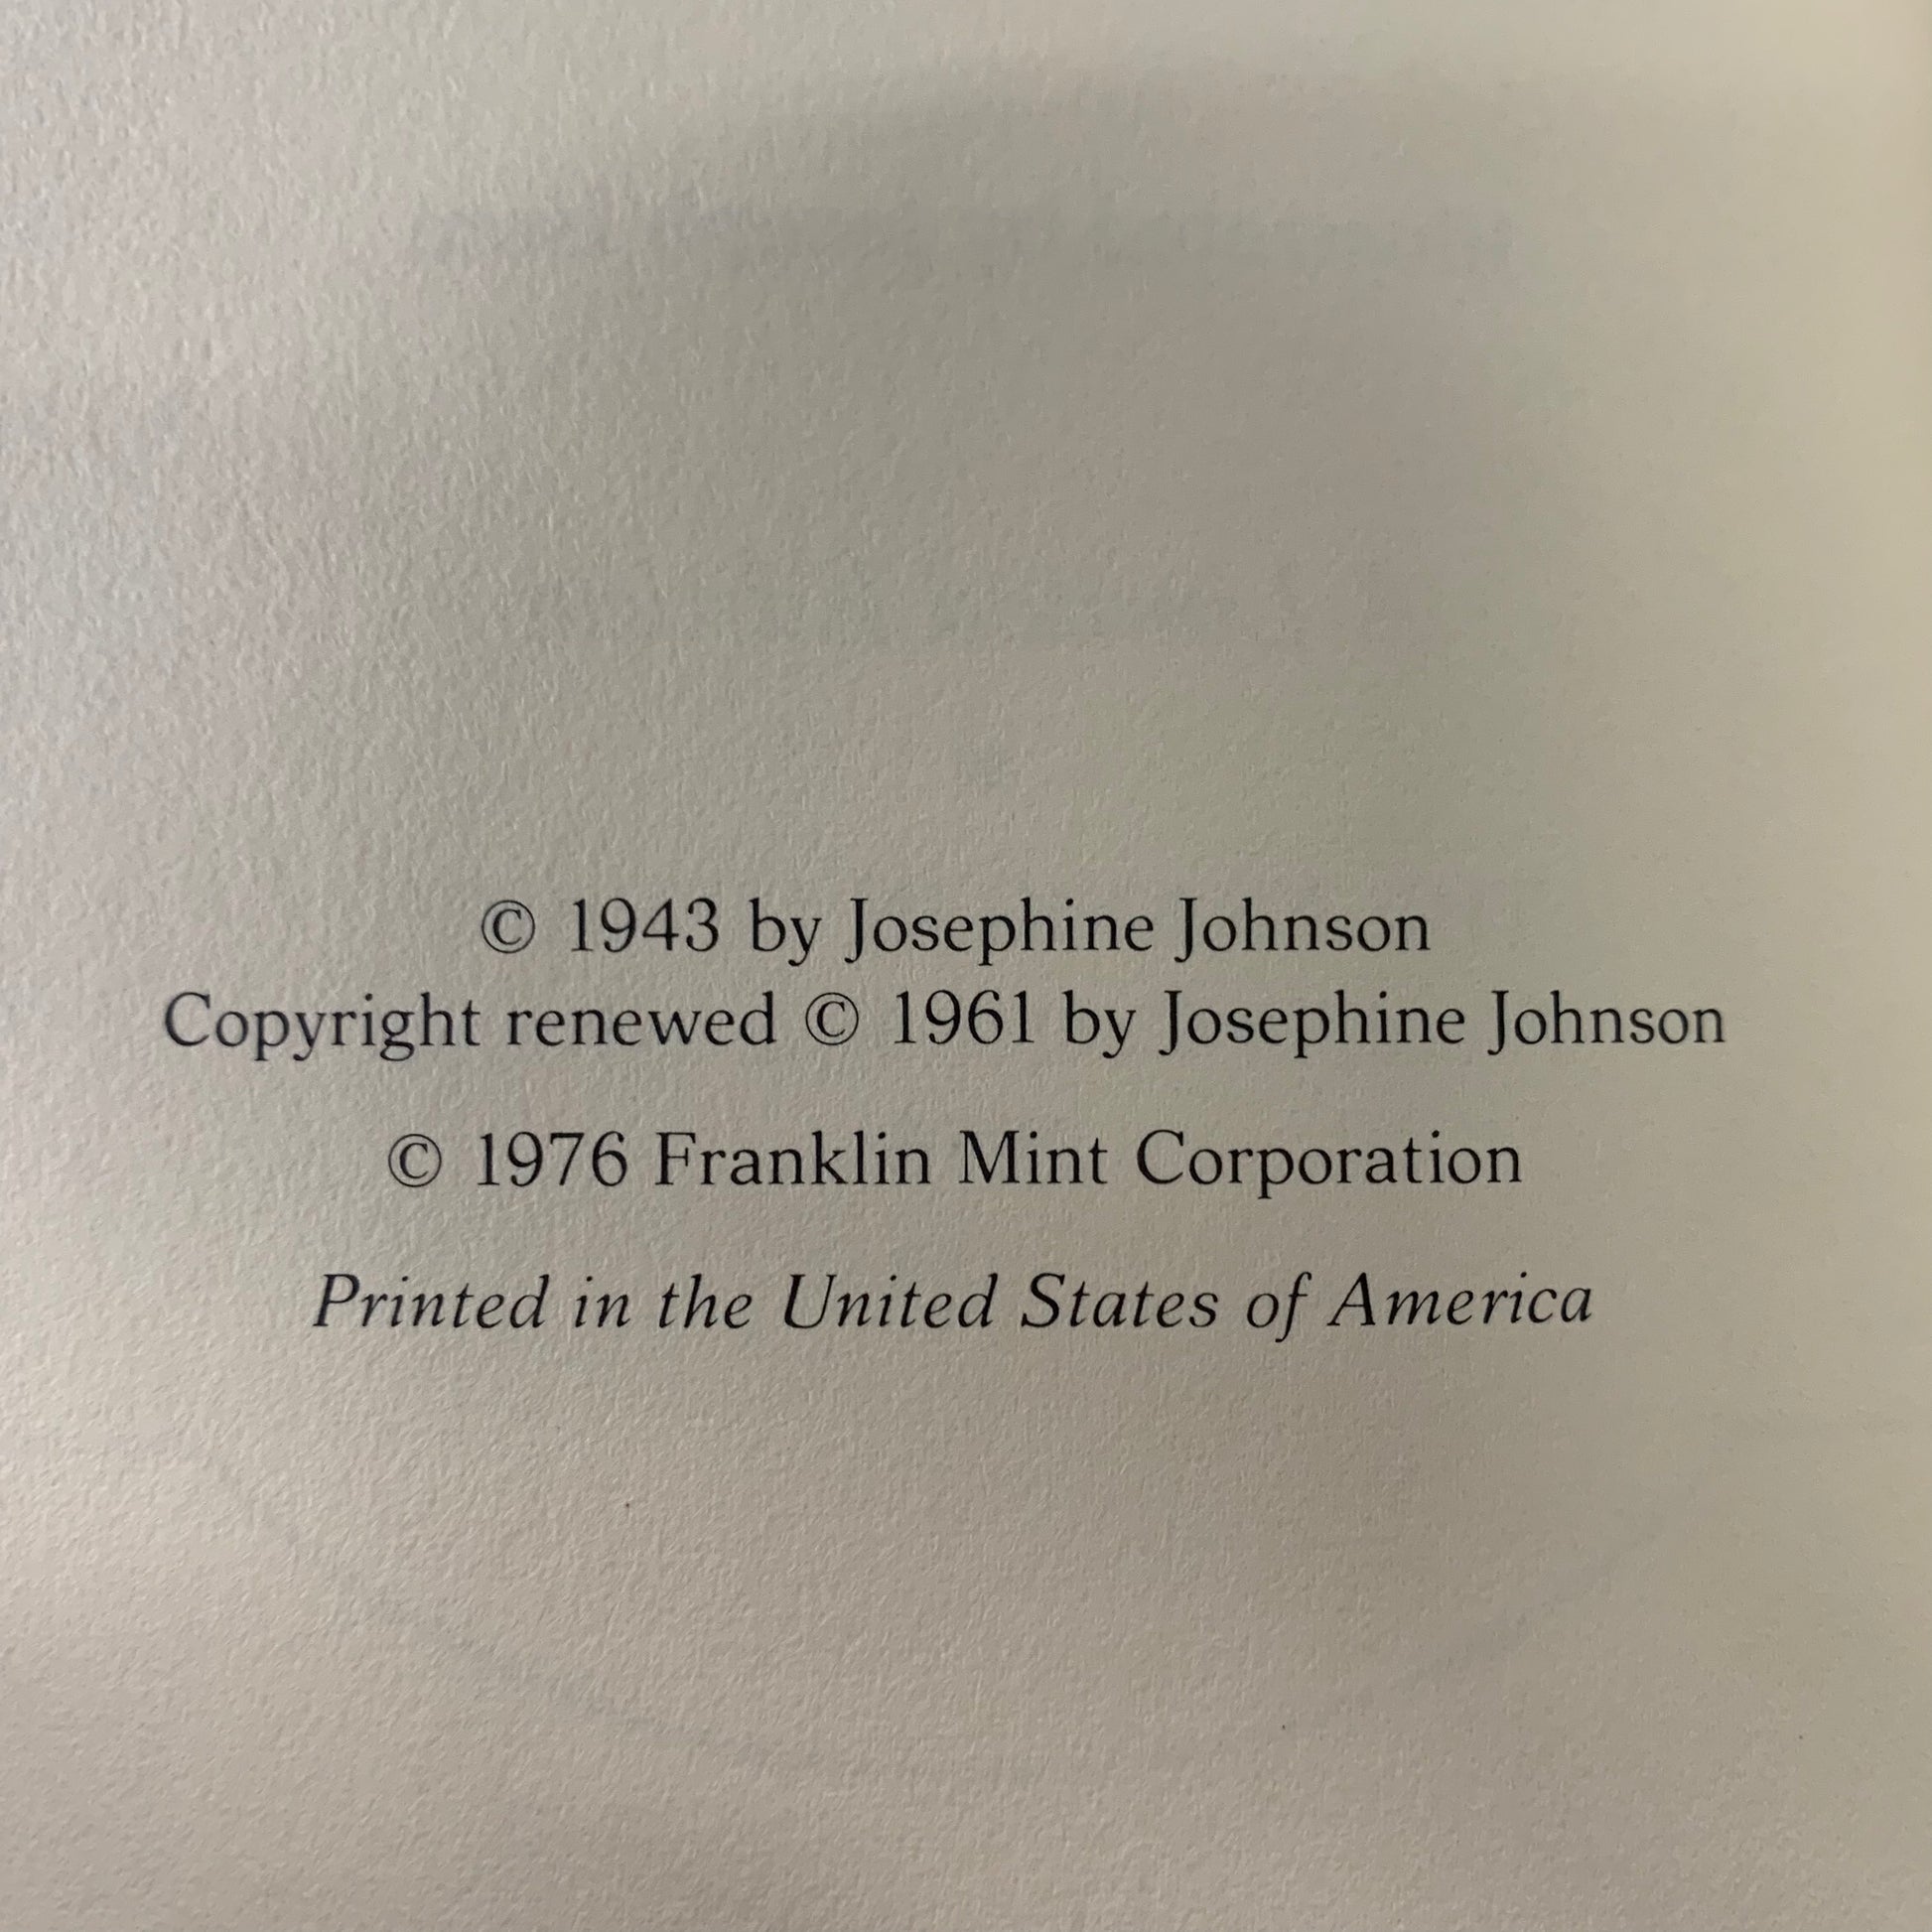 © 1943 by Josephine Johnson
Copyright renewed © 1961 by Josephine Johnson
© 1976 Franklin Mint Corporation
Printed in the United States of America